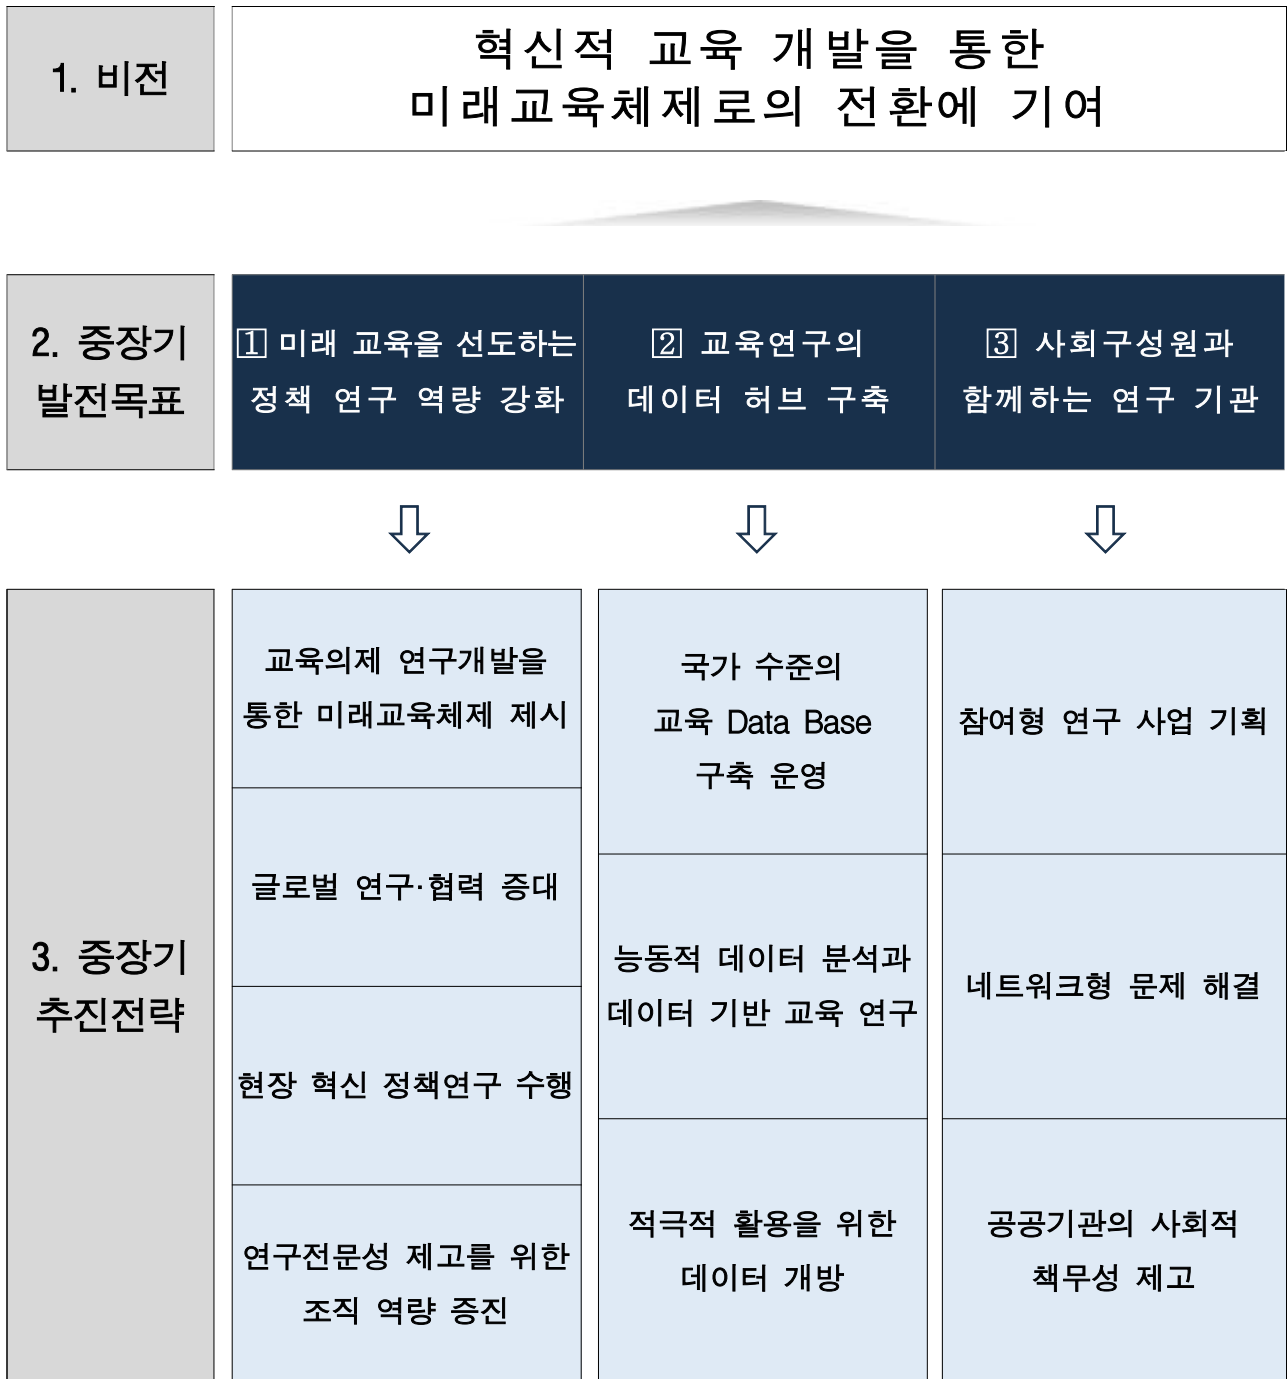 1. 비전
혁신적 교육 개발을 통한
미래교육체제로의 전환에 기여
2. 중장기
발전목표
1 미래 교육을 선도하는
정책 연구 역량 강화
2 교육연구의
데이터 허브 구축
3 사회구성원과
함께하는 연구 기관
3. 중장기
추진전략
교육의제 연구개발을
통한 미래교육체제 제시
글로벌 연구·협력 증대
현장 혁신 정책연구 수행
연구전문성 제고를 위한
조직 역량 증진
국가 수준의
교육 Data Base
구축 운영
능동적 데이터 분석과
데이터 기반 교육 연구
적극적 활용을 위한
데이터 개방
참여형 연구 사업 기획
네트워크형 문제 해결
공공기관의 사회적
책무성 제고